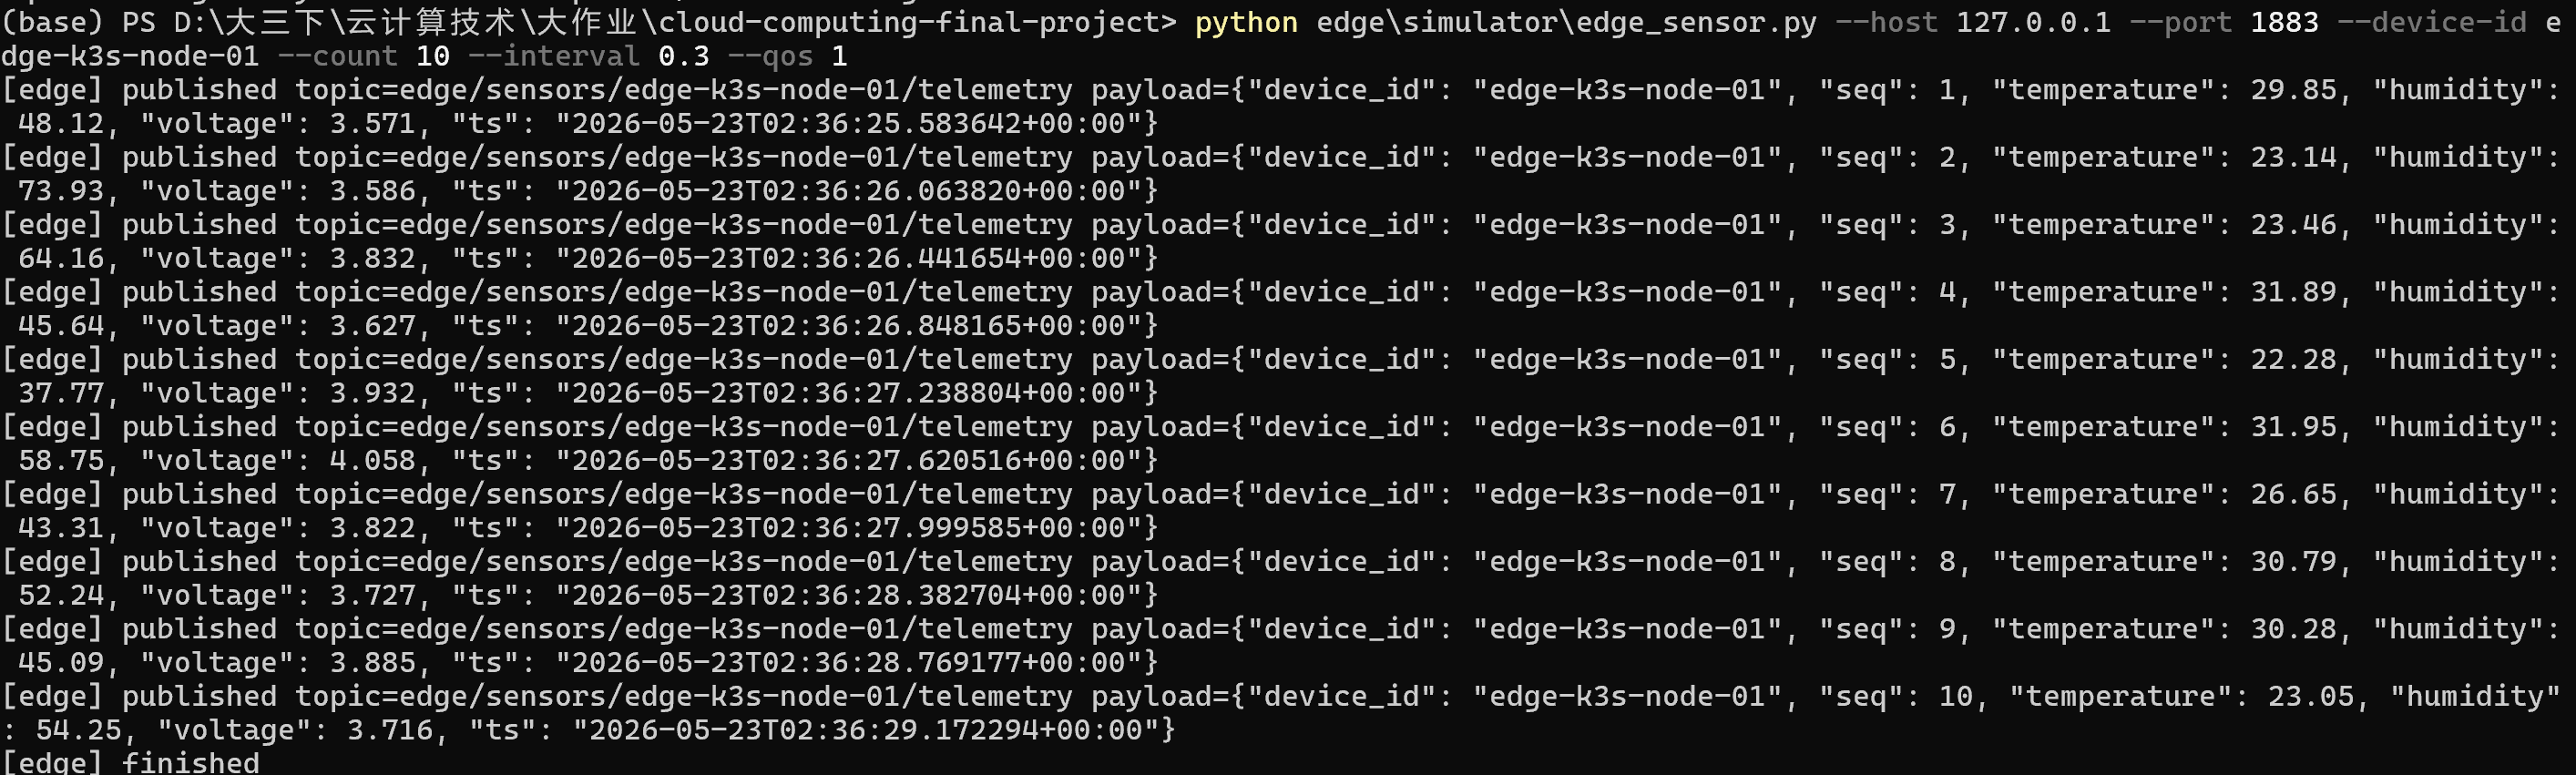 (base) PS D:\大三下\云计算技术\大作业\cloud-computing-final-project> python edge\simulator\edge_sensor.py --host 127.0.0.1 --port 1883 --device-id e
dge-k3s-node-01 --count 10 --interval 0.3 --qos 1
[edge] published topic=edge/sensors/edge-k3s-node-01/telemetry payload={"device_id": "edge-k3s-node-01", "seq": 1, "temperature": 29.85, "humidity":
 48.12, "voltage": 3.571, "ts": "2026-05-23T02:36:25.583642+00:00"}
[edge] published topic=edge/sensors/edge-k3s-node-01/telemetry payload={"device_id": "edge-k3s-node-01", "seq": 2, "temperature": 23.14, "humidity":
 73.93, "voltage": 3.586, "ts": "2026-05-23T02:36:26.063820+00:00"}
[edge] published topic=edge/sensors/edge-k3s-node-01/telemetry payload={"device_id": "edge-k3s-node-01", "seq": 3, "temperature": 23.46, "humidity":
 64.16, "voltage": 3.832, "ts": "2026-05-23T02:36:26.441654+00:00"}
[edge] published topic=edge/sensors/edge-k3s-node-01/telemetry payload={"device_id": "edge-k3s-node-01", "seq": 4, "temperature": 31.89, "humidity":
 45.64, "voltage": 3.627, "ts": "2026-05-23T02:36:26.848165+00:00"}
[edge] published topic=edge/sensors/edge-k3s-node-01/telemetry payload={"device_id": "edge-k3s-node-01", "seq": 5, "temperature": 22.28, "humidity":
 37.77, "voltage": 3.932, "ts": "2026-05-23T02:36:27.238804+00:00"}
[edge] published topic=edge/sensors/edge-k3s-node-01/telemetry payload={"device_id": "edge-k3s-node-01", "seq": 6, "temperature": 31.95, "humidity":
 58.75, "voltage": 4.058, "ts": "2026-05-23T02:36:27.620516+00:00"}
[edge] published topic=edge/sensors/edge-k3s-node-01/telemetry payload={"device_id": "edge-k3s-node-01", "seq": 7, "temperature": 26.65, "humidity":
 43.31, "voltage": 3.822, "ts": "2026-05-23T02:36:27.999585+00:00"}
[edge] published topic=edge/sensors/edge-k3s-node-01/telemetry payload={"device_id": "edge-k3s-node-01", "seq": 8, "temperature": 30.79, "humidity":
 52.24, "voltage": 3.727, "ts": "2026-05-23T02:36:28.382704+00:00"}
[edge] published topic=edge/sensors/edge-k3s-node-01/telemetry payload={"device_id": "edge-k3s-node-01", "seq": 9, "temperature": 30.28, "humidity":
 45.09, "voltage": 3.885, "ts": "2026-05-23T02:36:28.769177+00:00"}
[edge] published topic=edge/sensors/edge-k3s-node-01/telemetry payload={"device_id": "edge-k3s-node-01", "seq": 10, "temperature": 23.05, "humidity"
: 54.25, "voltage": 3.716, "ts": "2026-05-23T02:36:29.172294+00:00"}
[edge] finished